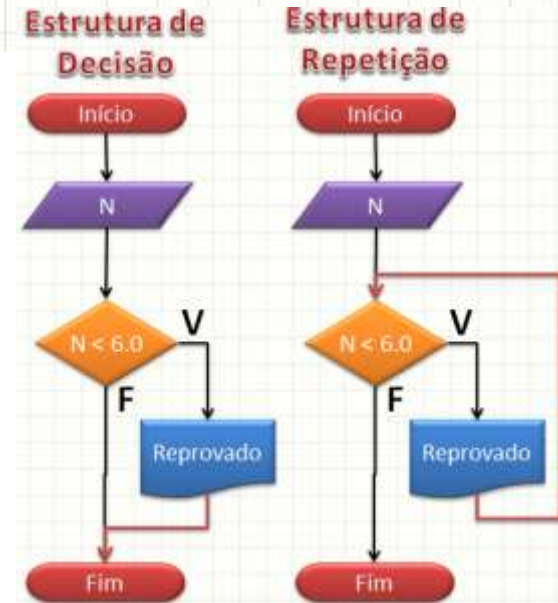 Estrutura de
Decisão
Início
N
N < 6.0
V
F
Reprovado
Fim
Estrutura de
Repetição
Início
N
N < 6.0
V
F
Reprovado
Fim